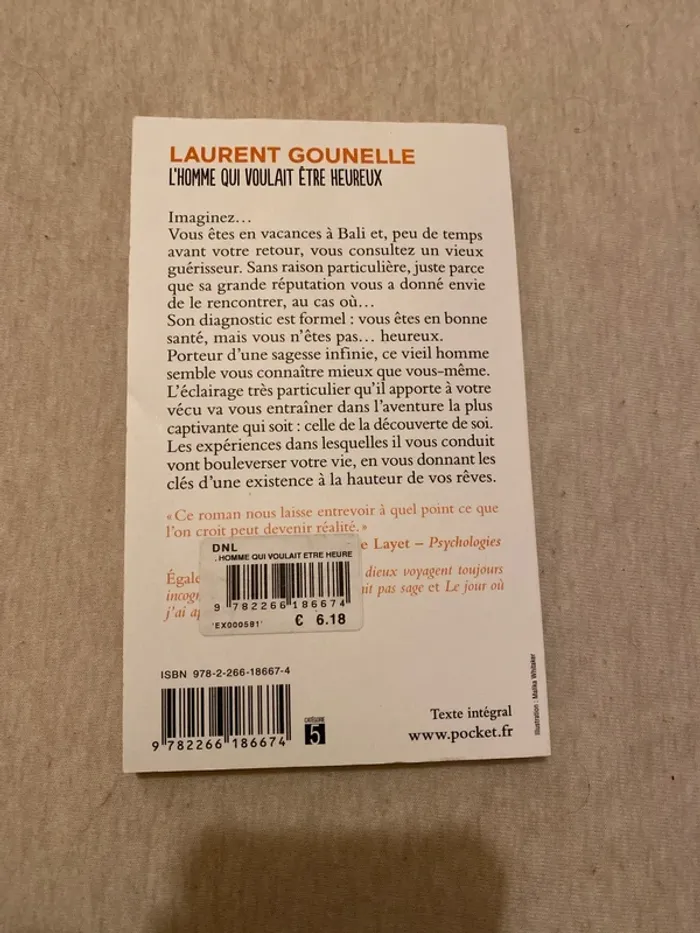 LAURENT GOUNELLE
L'HOMME QUI VOULAIT ÊTRE HEUREUX
Imaginez...
Vous êtes en vacances à Bali et, peu de temps
avant votre retour, vous consultez un vieux
guérisseur. Sans raison particulière, juste parce
que sa grande réputation vous a donné envie
de le rencontrer, au cas où...
Son diagnostic est formel : vous êtes en bonne
santé, mais vous n'êtes pas... heureux.
Porteur d'une sagesse infinie, ce vieil homme
semble vous connaître mieux que vous-même.
L'éclairage très particulier qu'il apporte à votre
vécu va vous entraîner dans l'aventure la plus
captivante qui soit : celle de la découverte de soi.
Les expériences dans lesquelles il vous conduit
vont bouleverser votre vie, en vous donnant les
clés d'une existence à la hauteur de vos rêves.
« Ce roman nous laisse entrevoir à quel point ce que
l'on croit peut devenir réalité. »
Layet – Psychologies
dieux voyagent toujours
pas sage et Le jour où
j'ai
DNL
. HOMME QUI VOULAIT ETRE HEURE
9 782266 186674
'EX000581'
€ 6.18
ISBN 978-2-266-18667-4
9 782266 186674
CATÉGORIE
5
Texte intégral
www.pocket.fr
Illustration : Malika Whitaker